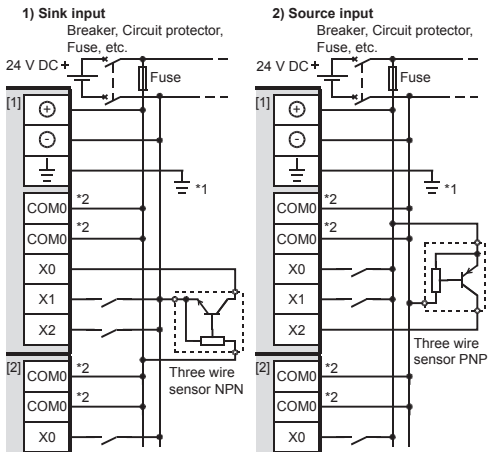 1) Sink input
Breaker, Circuit protector,
Fuse, etc.
24 V DC +
Fuse
[1]
+
-
*1
COM0 *2
COM0 *2
X0
X1
X2
Three wire
sensor NPN
[2]
COM0 *2
COM0 *2
X0
2) Source input
Breaker, Circuit protector,
Fuse, etc.
24 V DC +
Fuse
[1]
+
-
*1
COM0 *2
COM0 *2
X0
X1
X2
Three wire
sensor PNP
[2]
COM0 *2
COM0 *2
X0